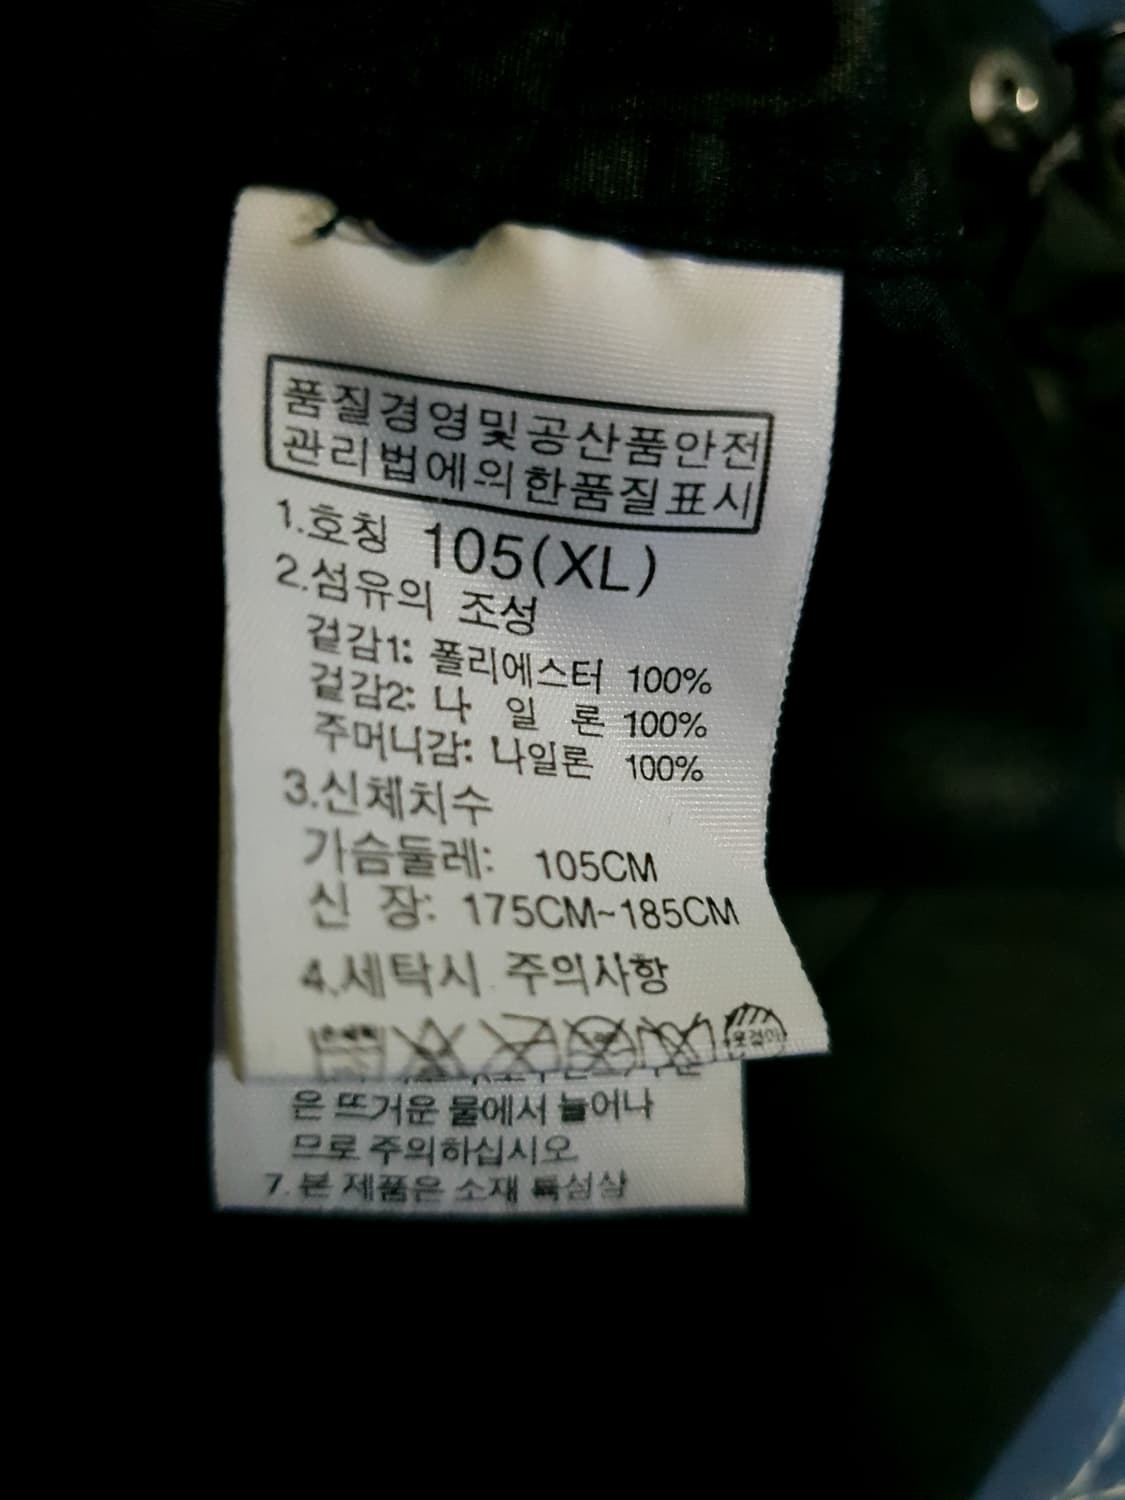 품질경영및공산품안전
관리법에의한품질표시
1.호칭 105(XL)
2.섬유의 조성
겉감1: 폴리에스터 100%
겉감2: 나 일 론 100%
주머니감: 나일론 100%
3.신체치수
가슴둘레: 105CM
신 장: 175CM~185CM
4.세탁시 주의사항
옷걸이
은 뜨거운 물에서 늘어나
므로 주의하십시오
7. 본 제품은 소재 특성상